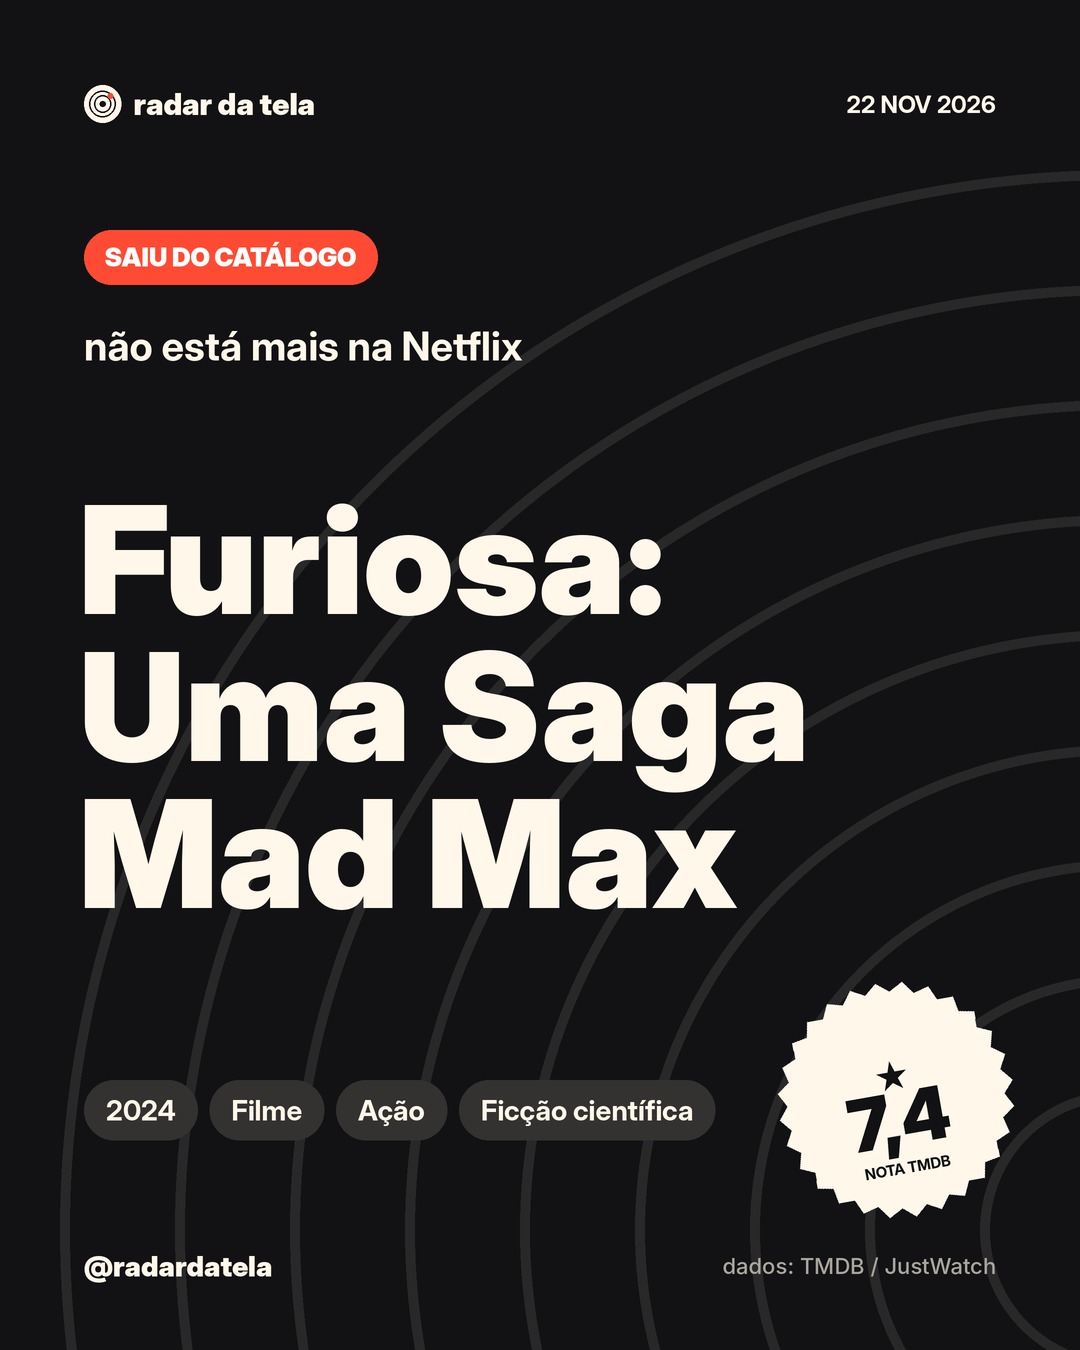 radar da tela
22 NOV 2026
SAIU DO CATÁLOGO
não está mais na Netflix
Furiosa:
Uma Saga
Mad Max
2024
Filme
Ação
Ficção científica
★
7,4
NOTA TMDB
@radardatela
dados: TMDB / JustWatch